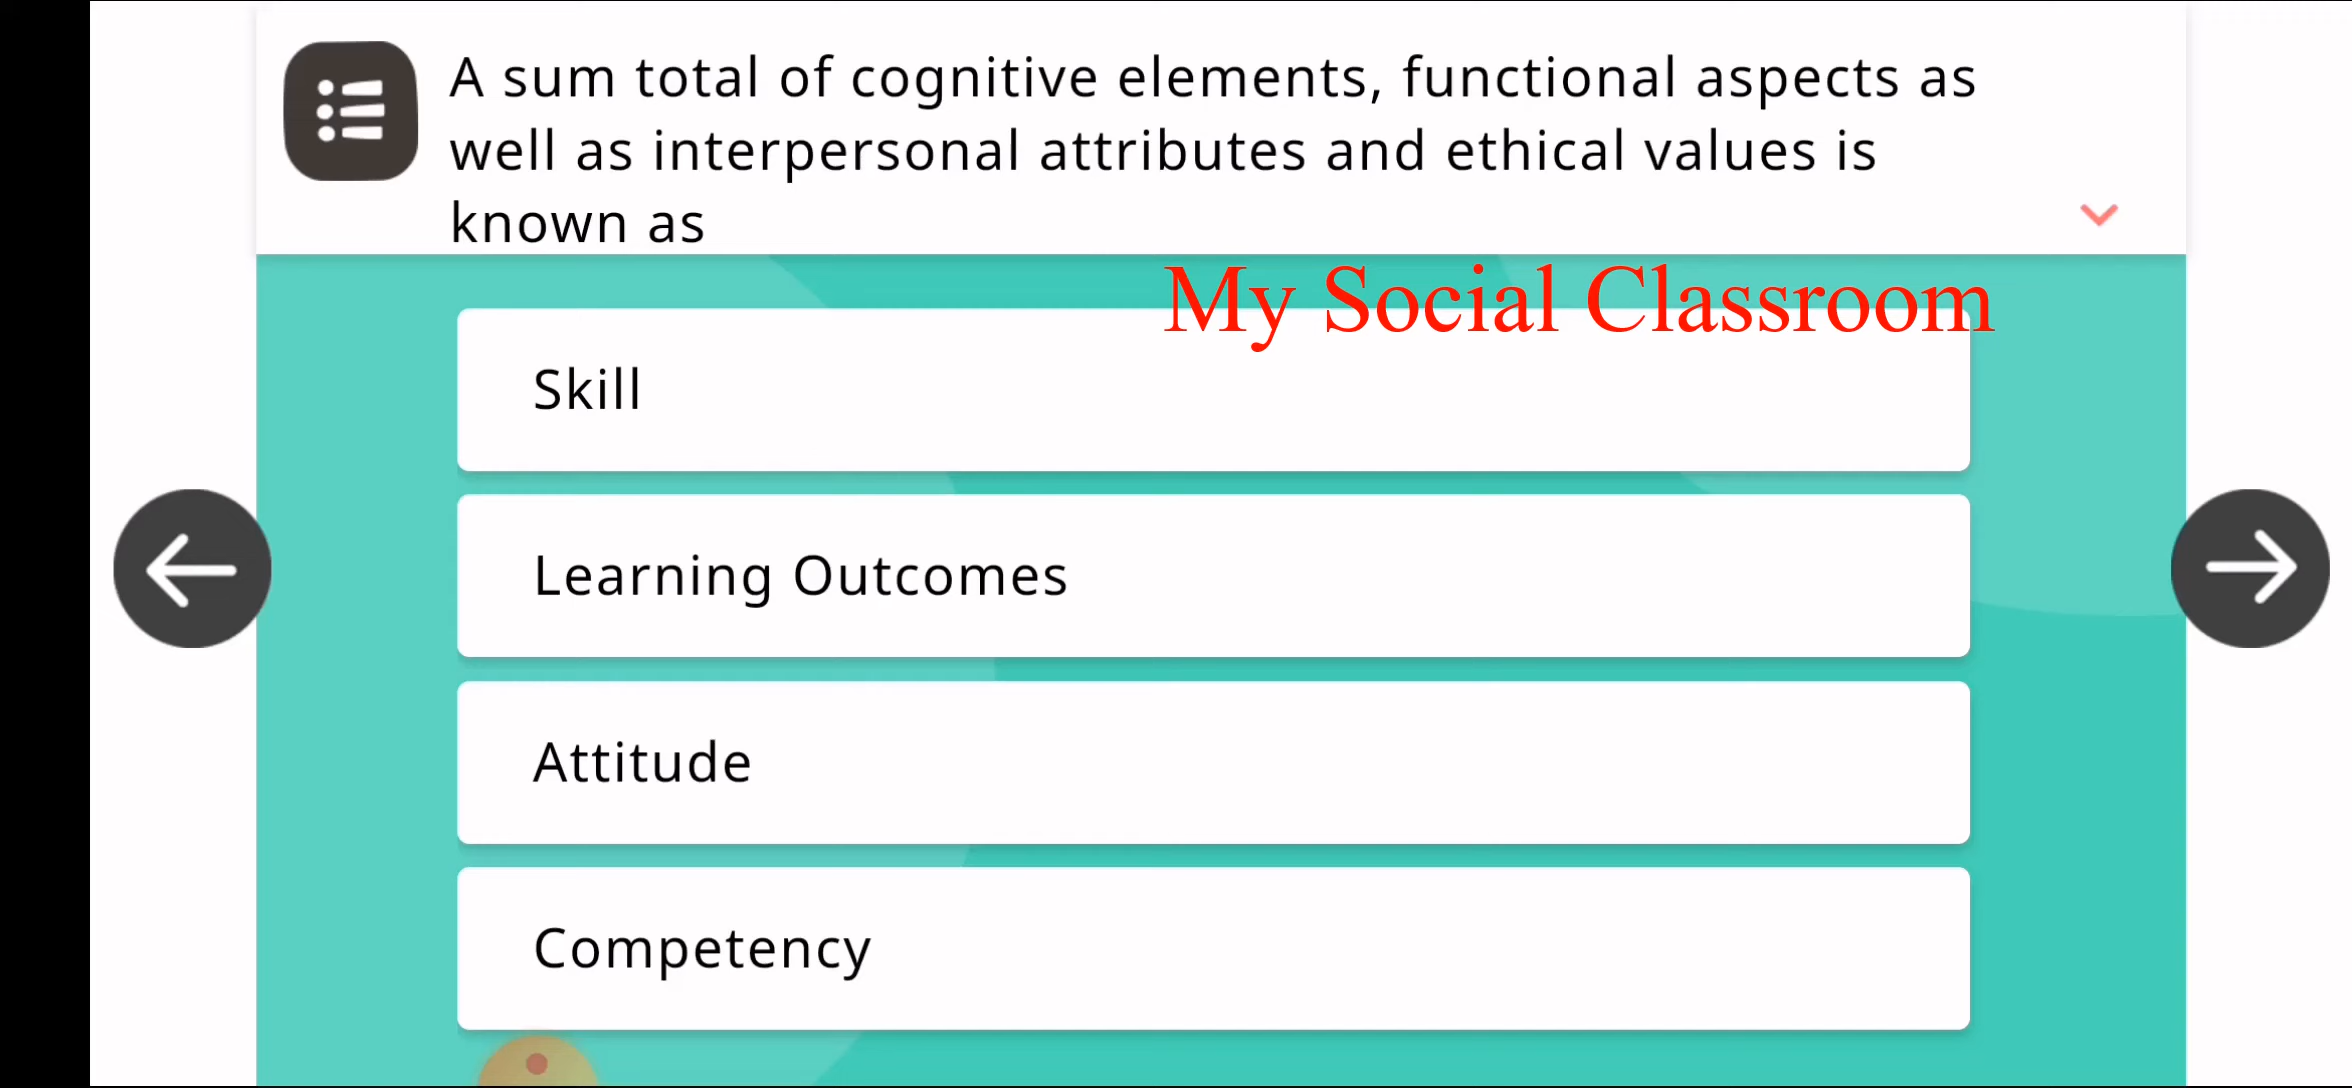 A sum total of cognitive elements, functional aspects as
well as interpersonal attributes and ethical values is
known as
My Social Classroom
Skill
Learning Outcomes
Attitude
Competency